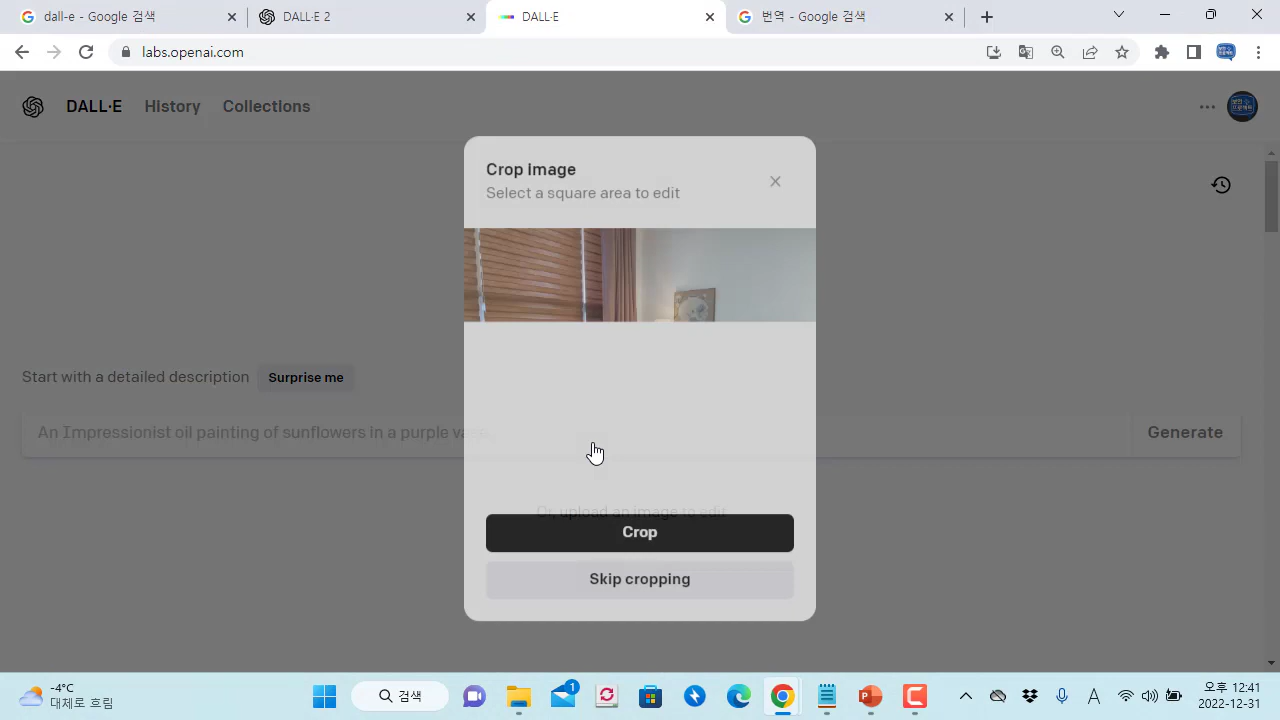 dall-e - Google 검색
DALL·E 2
DALL·E
번역 - Google 검색
labs.openai.com
DALL·E
History
Collections
Crop image
Select a square area to edit
Start with a detailed description
Surprise me
An Impressionist oil painting of sunflowers in a purple vase
Generate
Or, upload an image to edit
Crop
Skip cropping
-4°C
대체로 흐림
검색
1
A
오후 12:41
2022-12-31